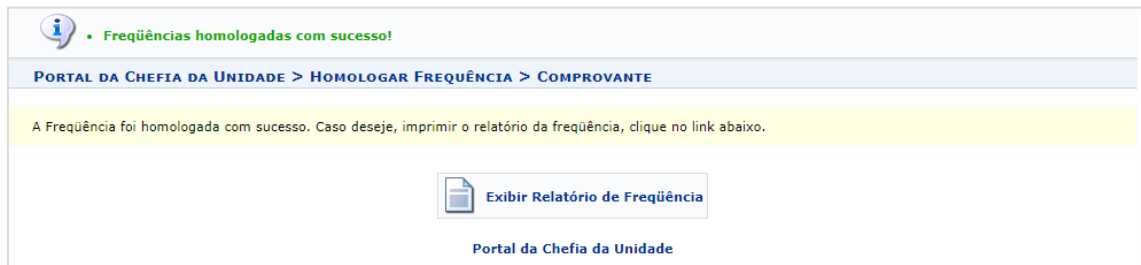 • Freqüências homologadas com sucesso!
Portal da Chefia da Unidade > Homologar Frequência > Comprovante
A Freqüência foi homologada com sucesso. Caso deseje, imprimir o relatório da freqüência, clique no link abaixo.
Exibir Relatório de Freqüência
Portal da Chefia da Unidade